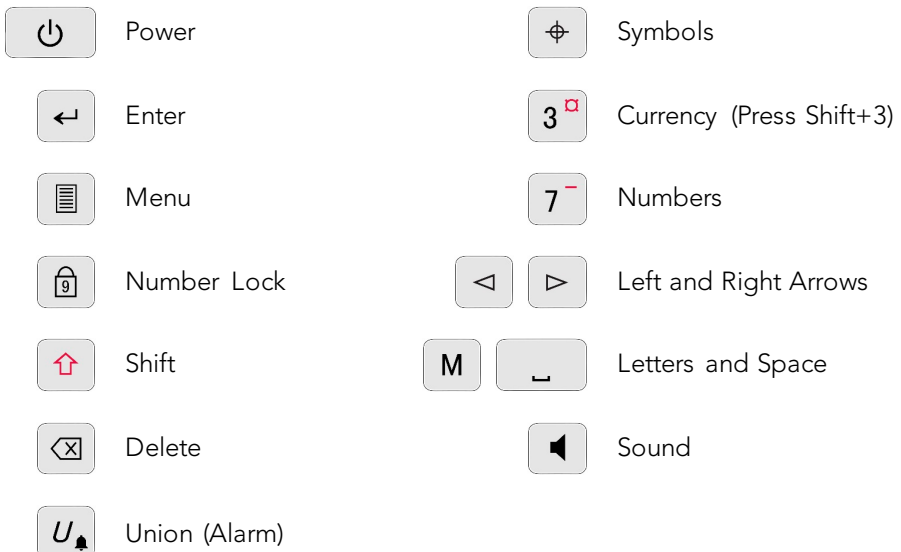 Power
Symbols
Enter
3 ¤ Currency (Press Shift+3)
Menu
7 – Numbers
9 Number Lock
Left and Right Arrows
Shift
M Letters and Space
Delete
Sound
U Union (Alarm)